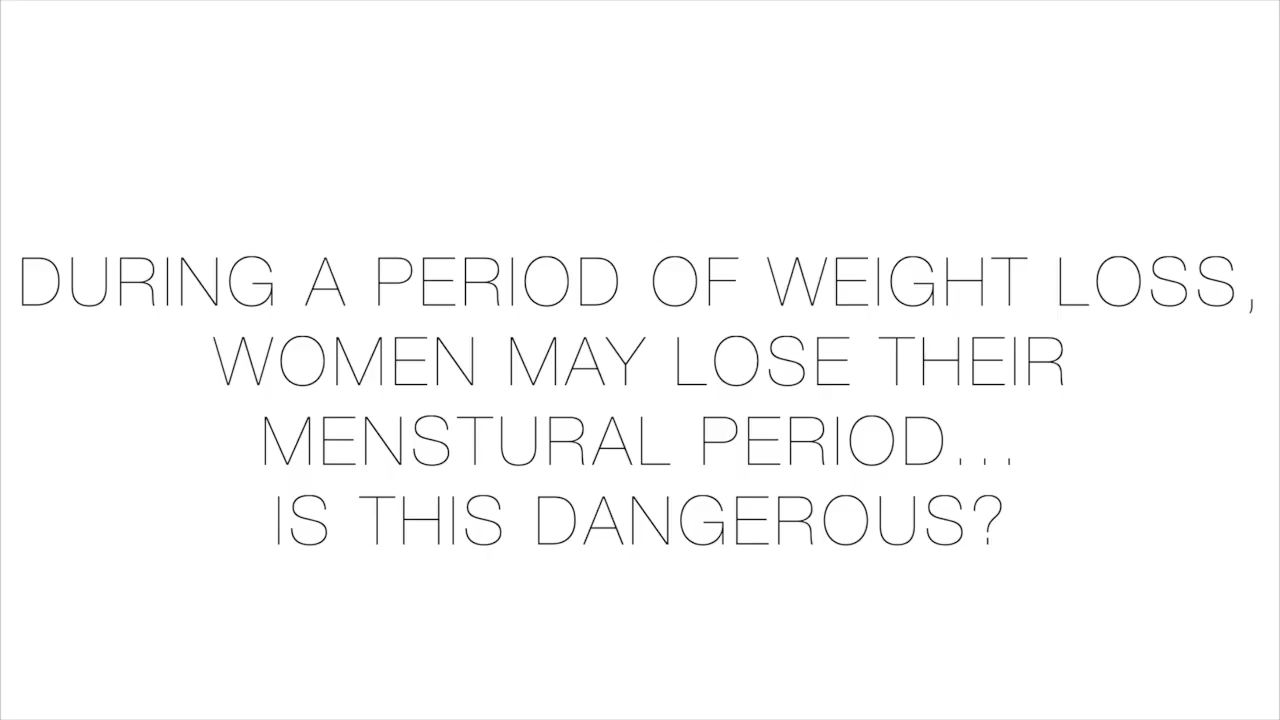 DURING A PERIOD OF WEIGHT LOSS,
WOMEN MAY LOSE THEIR
MENSTURAL PERIOD...
IS THIS DANGEROUS?